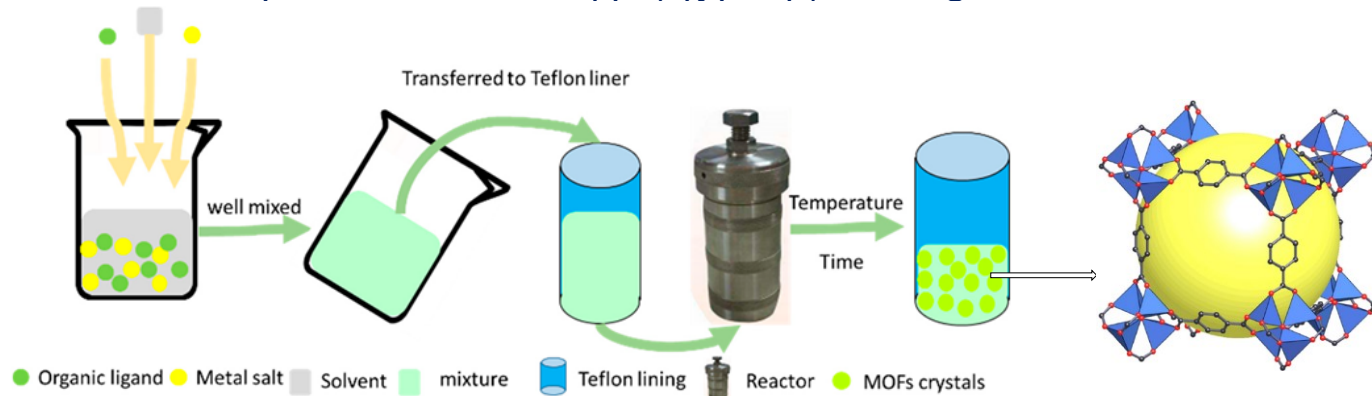 Transferred to Teflon liner
well mixed
Temperature
Time
Organic ligand
Metal salt
Solvent
mixture
Teflon lining
Reactor
MOFs crystals